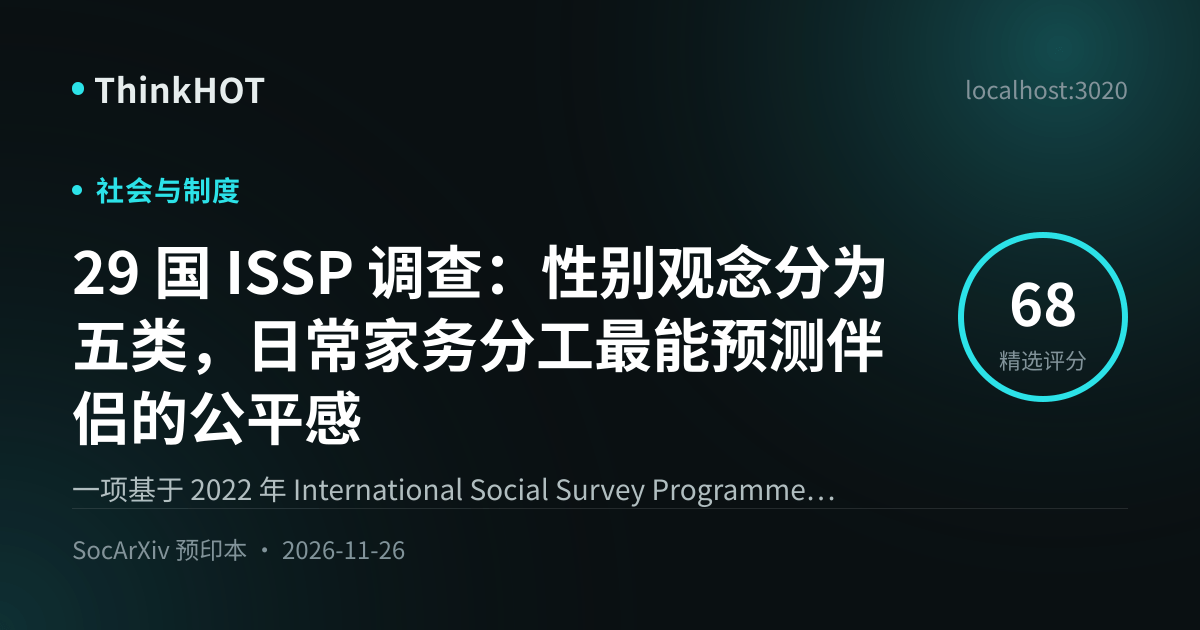 ThinkHOT
localhost:3020
社会与制度
29 国 ISSP 调查：性别观念分为
五类，日常家务分工最能预测伴
侣的公平感
68
精选评分
一项基于 2022 年 International Social Survey Programme…
SocArXiv 预印本 · 2026-11-26